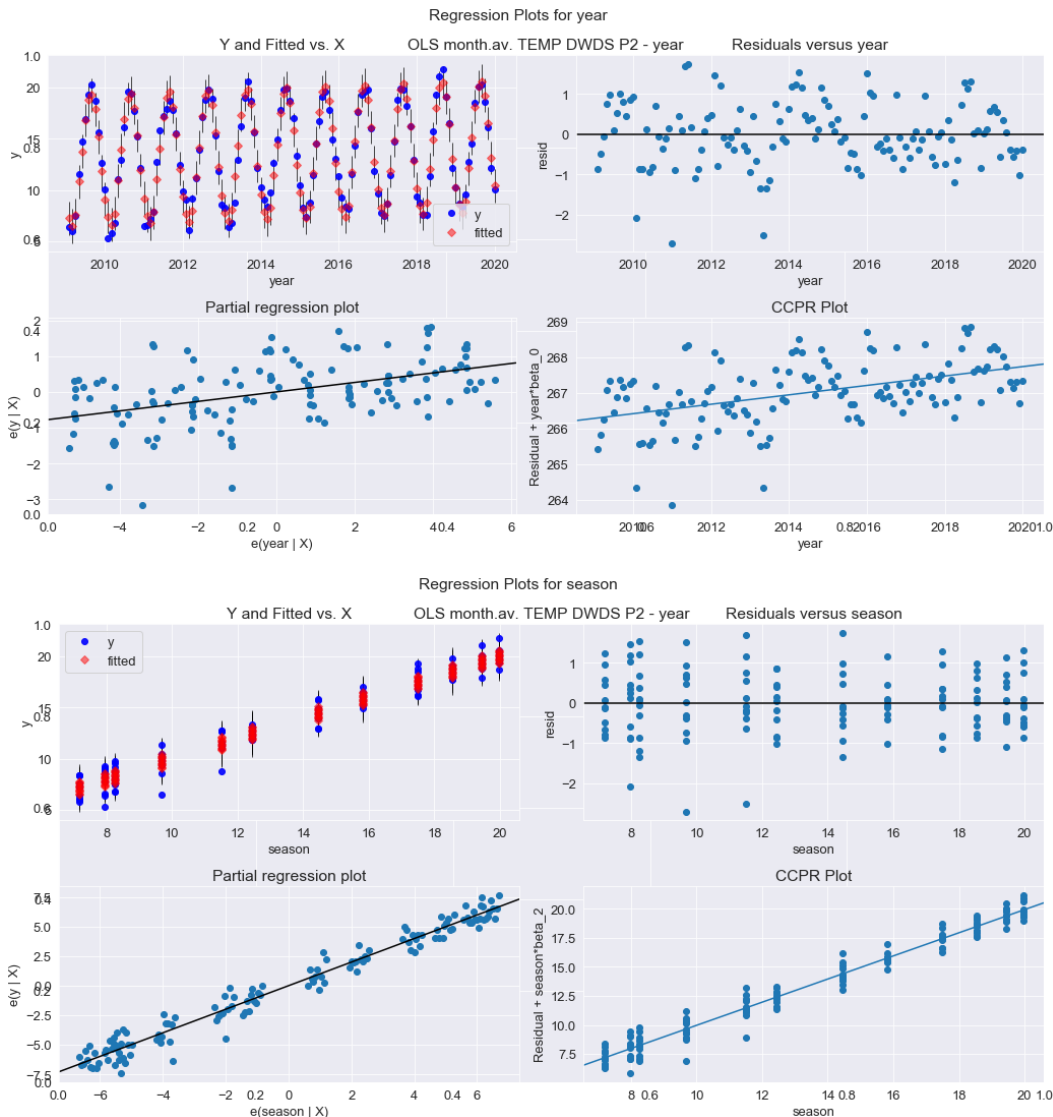 Regression Plots for year
Y and Fitted vs. X OLS month.av. TEMP DWDS P2 - year Residuals versus year
1.0
20
15
0.8
10
0.6
5
y
y
fitted
2010 2012 2014 2016 2018 2020
year
1
0
−1
−2
resid
2010 2012 2014 2016 2018 2020
year
Partial regression plot CCPR Plot
2
0.4
1
0
0.2
−1
−2
−3
0.0
e(y | X)
0.0 −4 −2 0.2 0 2 4 0.4 6
e(year | X)
269
268
267
266
265
264
Residual + year*beta_0
2010 0.6 2012 2014 0.8 2016 2018 2020 1.0
year
Regression Plots for season
Y and Fitted vs. X OLS month.av. TEMP DWDS P2 - year Residuals versus season
1.0
20
15
0.8
10
0.6
5
y
y
fitted
8 10 12 14 16 18 20
season
1
0
−1
−2
resid
8 10 12 14 16 18 20
season
Partial regression plot CCPR Plot
7.5
0.4
5.0
2.5
0.0
0.2
−2.5
−5.0
−7.5
0.0
e(y | X)
0.0 −6 −4 −2 0.2 0 2 4 0.4 6
e(season | X)
20.0
17.5
15.0
12.5
10.0
7.5
Residual + season*beta_2
8 0.6 10 12 14 0.8 16 18 20 1.0
season